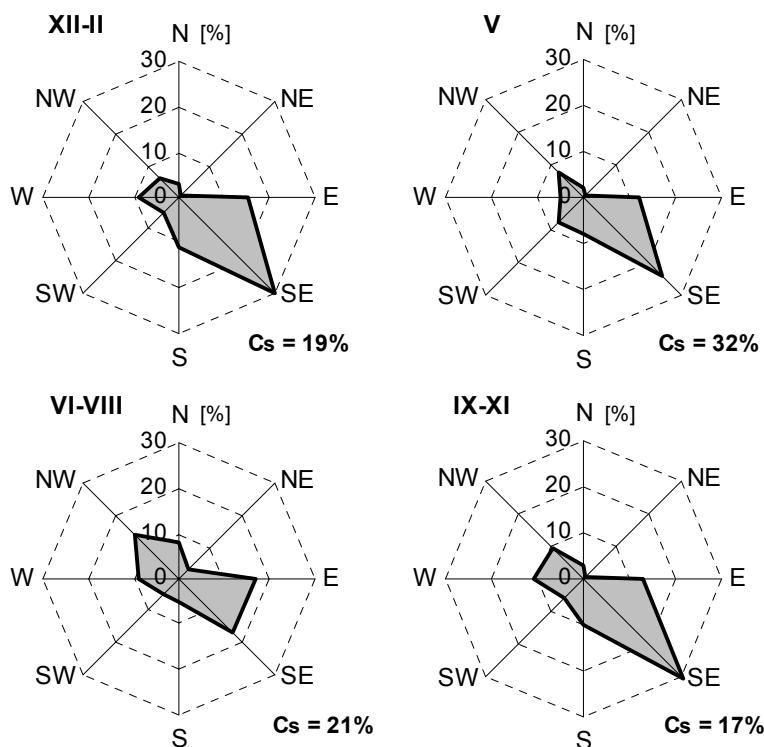 XII-II
N [%]
30
NW
NE
20
10
W
0
E
SW
SE
S
Cs = 19%
V
N [%]
30
NW
NE
20
10
W
0
E
SW
SE
S
Cs = 32%
VI-VIII
N [%]
30
NW
NE
20
10
W
0
E
SW
SE
S
Cs = 21%
IX-XI
N [%]
30
NW
NE
20
10
W
0
E
SW
SE
S
Cs = 17%